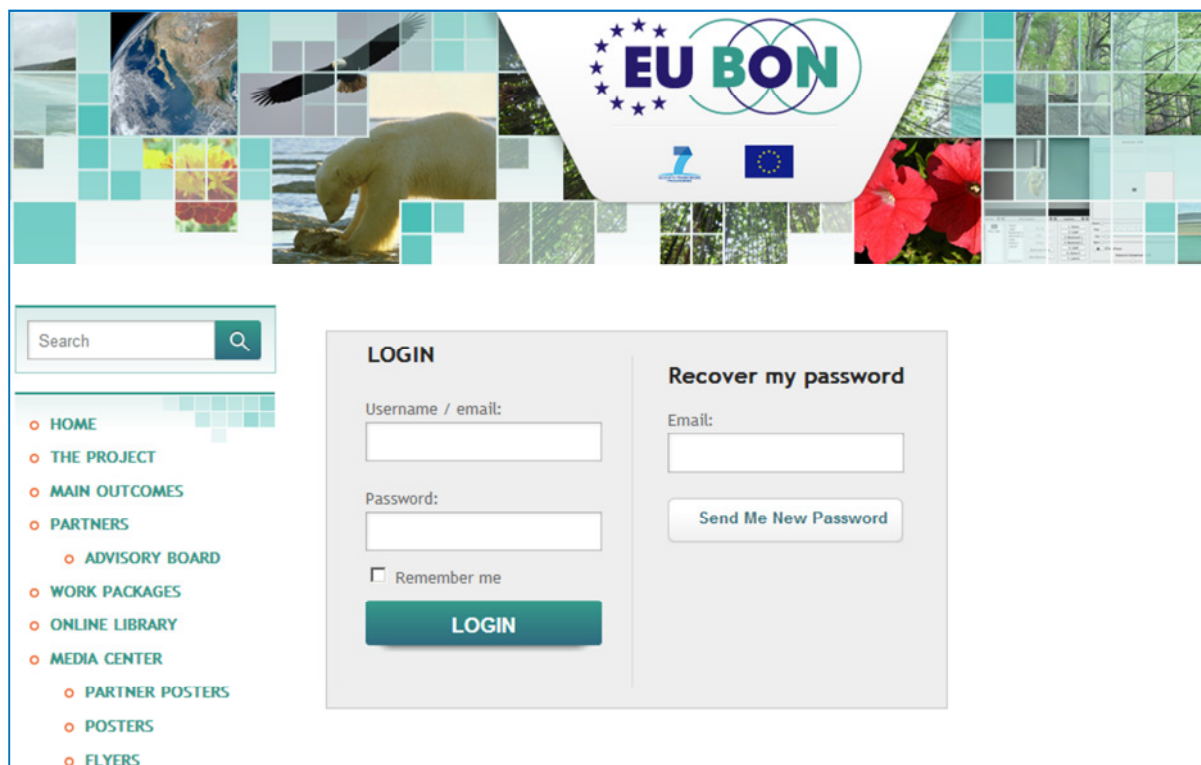 EU BON
7
Search
HOME
THE PROJECT
MAIN OUTCOMES
PARTNERS
ADVISORY BOARD
WORK PACKAGES
ONLINE LIBRARY
MEDIA CENTER
PARTNER POSTERS
POSTERS
FLYERS
LOGIN
Username / email:
Password:
Remember me
LOGIN
Recover my password
Email:
Send Me New Password